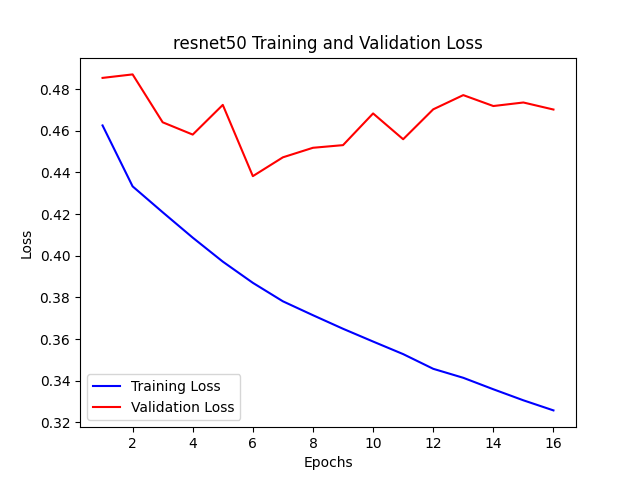 resnet50 Training and Validation Loss
0.48
0.46
0.44
0.42
0.40
0.38
0.36
0.34
0.32
Loss
Training Loss
Validation Loss
2 4 6 8 10 12 14 16
Epochs